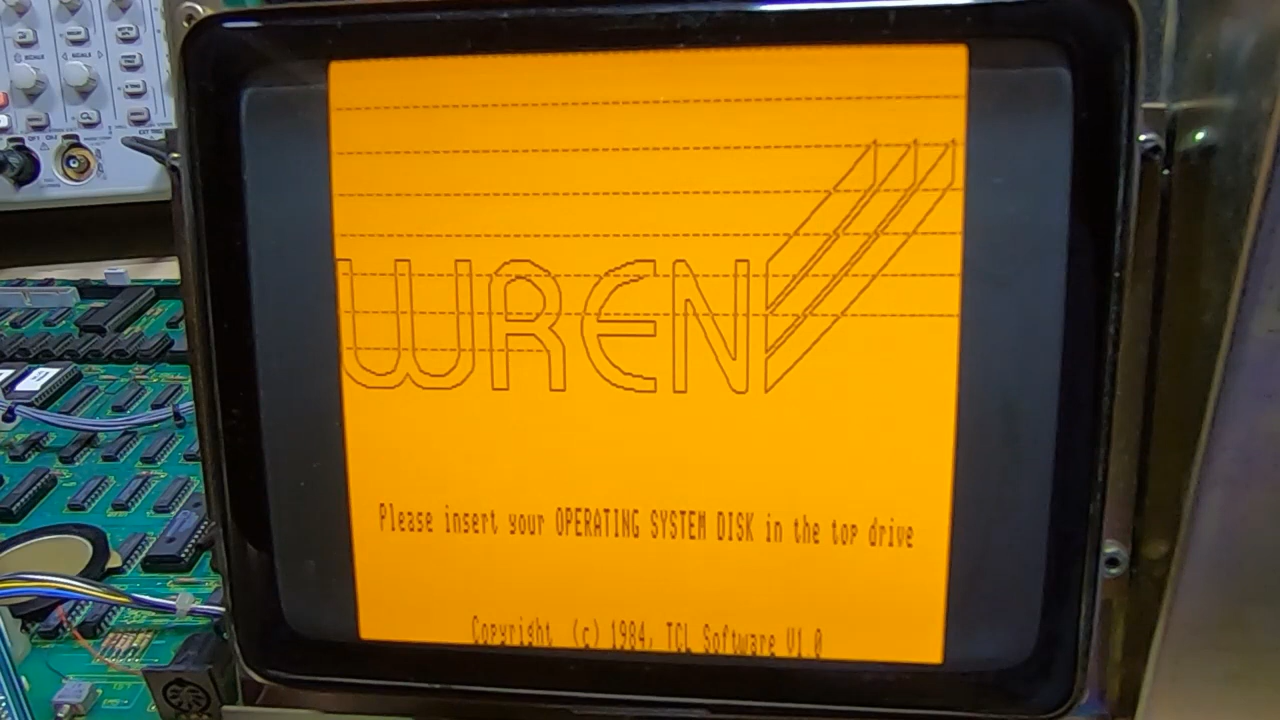 WREN
Please insert your OPERATING SYSTEM DISK in the top drive
Copyright (c) 1984, TCL Software V1.0